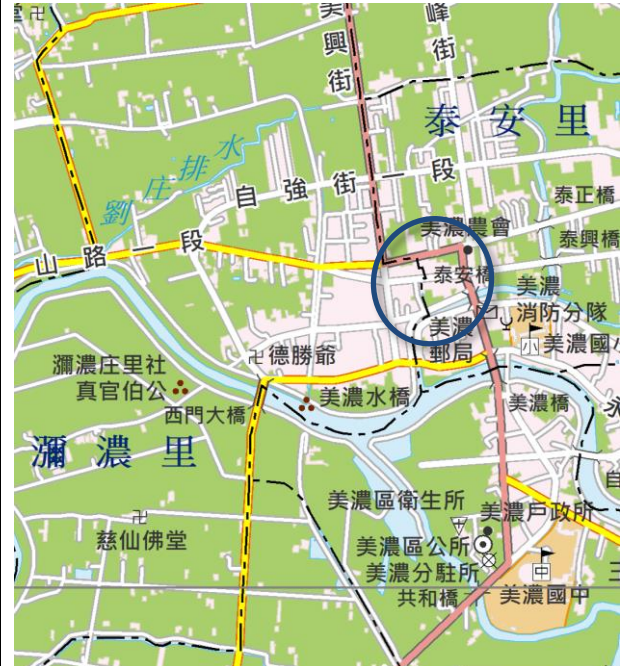 美興街
峰街
泰安里
劉庄排水
自強街一段
泰正橋
美濃農會
泰興橋
山路一段
泰安橋
美濃
消防分隊
美濃
郵局
小 美濃國小
德勝爺
瀰濃庄里社
真官伯公
美濃水橋
西門大橋
美濃橋
永
瀰濃里
自
美濃區衛生所
美濃戶政所
慈仙佛堂
美濃區公所
美濃分駐所
中
三
共和橋
美濃國中